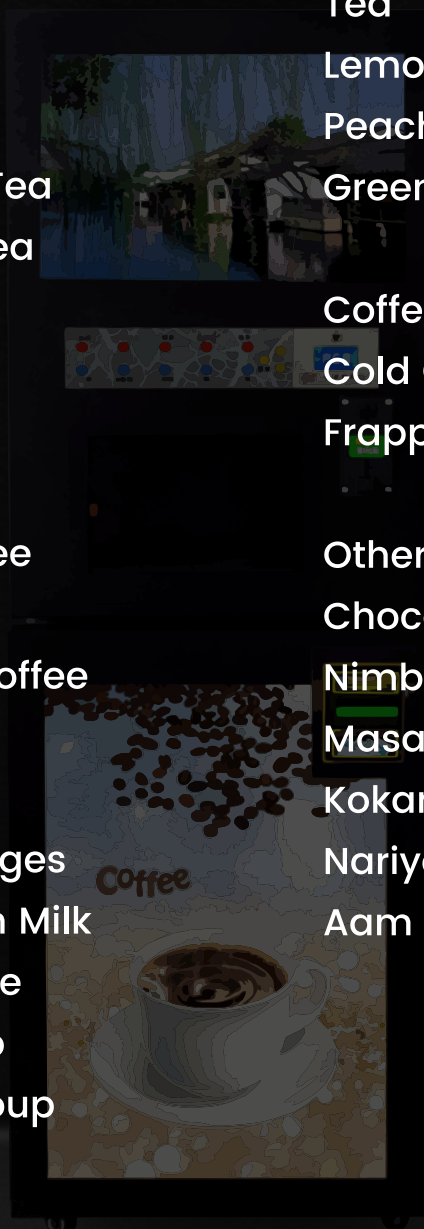 Tea
ea
ee
offee
ges
Milk
e
oup
Tea
Lemo
Peach
Green
Coffe
Cold
Frapp
Other
Choc
Nimb
Masa
Koka
Nariy
Aam
Coffee